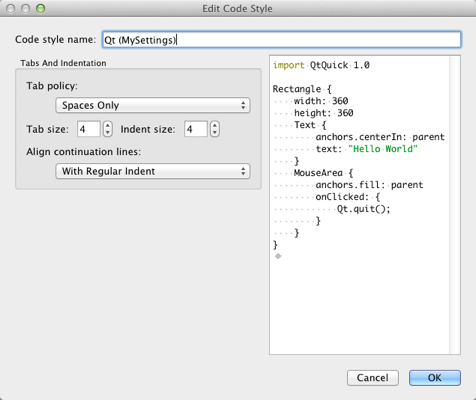 Edit Code Style
Code style name: Qt (MySettings)
Tabs And Indentation
Tab policy:
Spaces Only
Tab size: 4 Indent size: 4
Align continuation lines:
With Regular Indent
import QtQuick 1.0
Rectangle {
    width: 360
    height: 360
    Text {
        anchors.centerIn: parent
        text: "Hello World"
    }
    MouseArea {
        anchors.fill: parent
        onClicked: {
            Qt.quit();
        }
    }
}
Cancel OK